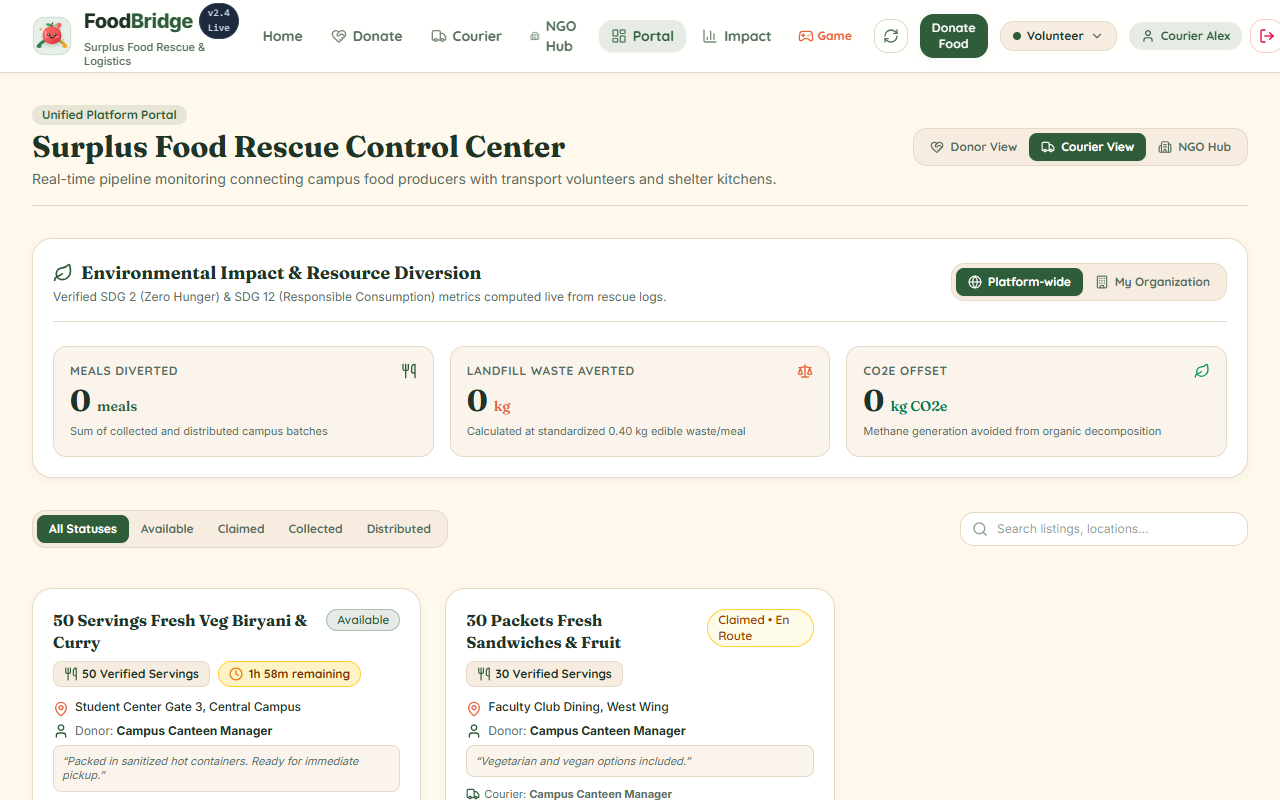 FoodBridge
v2.4
Live
Surplus Food Rescue &
Logistics
Home
Donate
Courier
NGO
Hub
Portal
Impact
Game
Donate
Food
Volunteer
Courier Alex
Unified Platform Portal
Surplus Food Rescue Control Center
Real-time pipeline monitoring connecting campus food producers with transport volunteers and shelter kitchens.
Donor View
Courier View
NGO Hub
Environmental Impact & Resource Diversion
Verified SDG 2 (Zero Hunger) & SDG 12 (Responsible Consumption) metrics computed live from rescue logs.
Platform-wide
My Organization
MEALS DIVERTED
0 meals
Sum of collected and distributed campus batches
LANDFILL WASTE AVERTED
0 kg
Calculated at standardized 0.40 kg edible waste/meal
CO2E OFFSET
0 kg CO2e
Methane generation avoided from organic decomposition
All Statuses
Available
Claimed
Collected
Distributed
Search listings, locations...
50 Servings Fresh Veg Biryani &
Curry
Available
50 Verified Servings
1h 58m remaining
Student Center Gate 3, Central Campus
Donor: Campus Canteen Manager
“Packed in sanitized hot containers. Ready for immediate
pickup.”
30 Packets Fresh
Sandwiches & Fruit
Claimed • En
Route
30 Verified Servings
Faculty Club Dining, West Wing
Donor: Campus Canteen Manager
“Vegetarian and vegan options included.”
Courier: Campus Canteen Manager